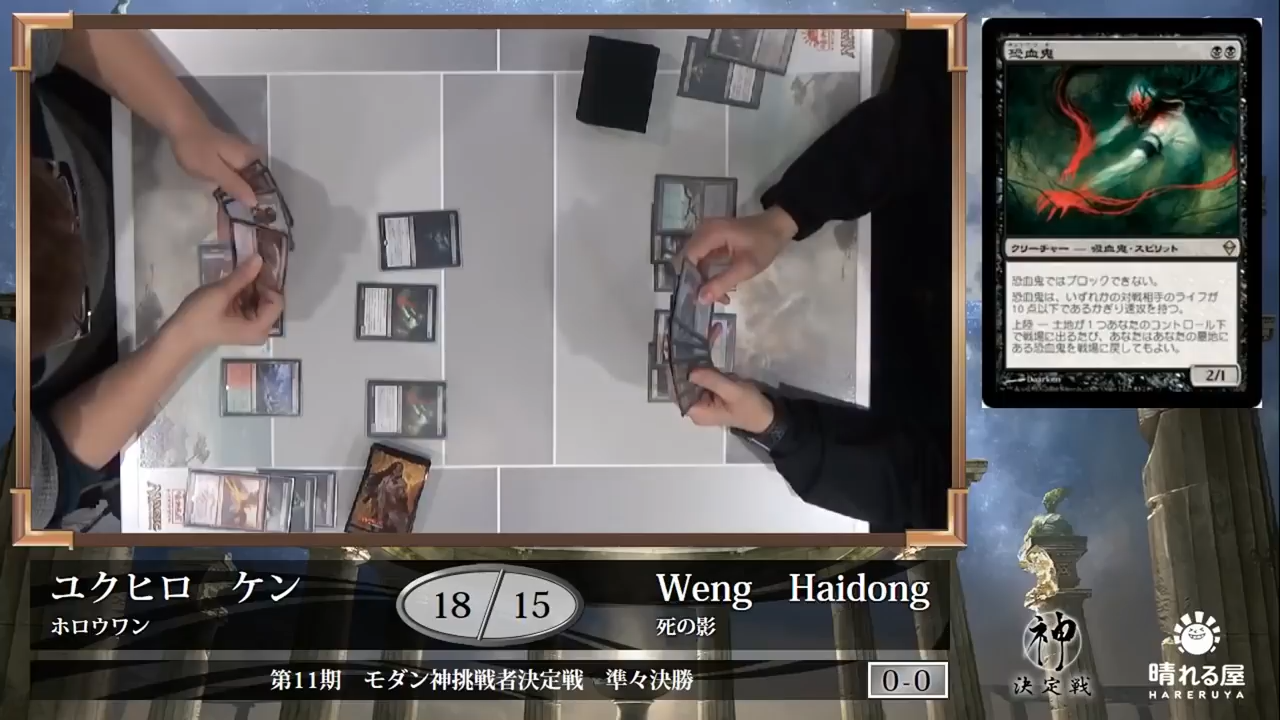 恐血鬼
クリーチャー — 吸血鬼・スピリット
恐血鬼ではブロックできない。
恐血鬼は、いずれかの対戦相手のライフが
10点以下であるかぎり速攻を持つ。
上陸 — 土地が1つあなたのコントロール下
で戦場に出るたび、あなたはあなたの墓地に
ある恐血鬼を戦場に戻してもよい。
2/1
ユクヒロ ケン
ホロウワン
18/15
Weng Haidong
死の影
第11期 モダン神挑戦者決定戦 準々決勝
0-0
神
決定戦
晴れる屋
HARERUYA